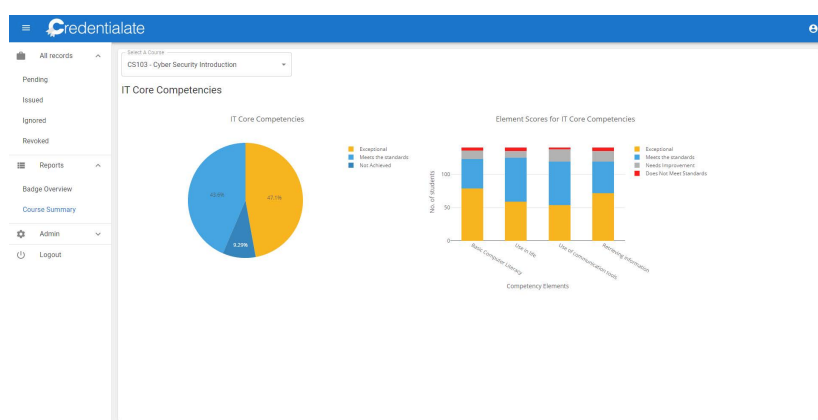 Credentialate
All records
Pending
Issued
Ignored
Revoked
Reports
Badge Overview
Course Summary
Admin
Logout
Select A Course
CS103 - Cyber Security Introduction
IT Core Competencies
IT Core Competencies
Exceptional
Meets the standards
Not Achieved
47.1%
43.6%
9.29%
Element Scores for IT Core Competencies
Exceptional
Meets the standards
Needs Improvement
Does Not Meet Standards
No. of students
100
50
0
Basic Computer Literacy
Use in life
Use of communication tools
Retrieving information
Competency Elements